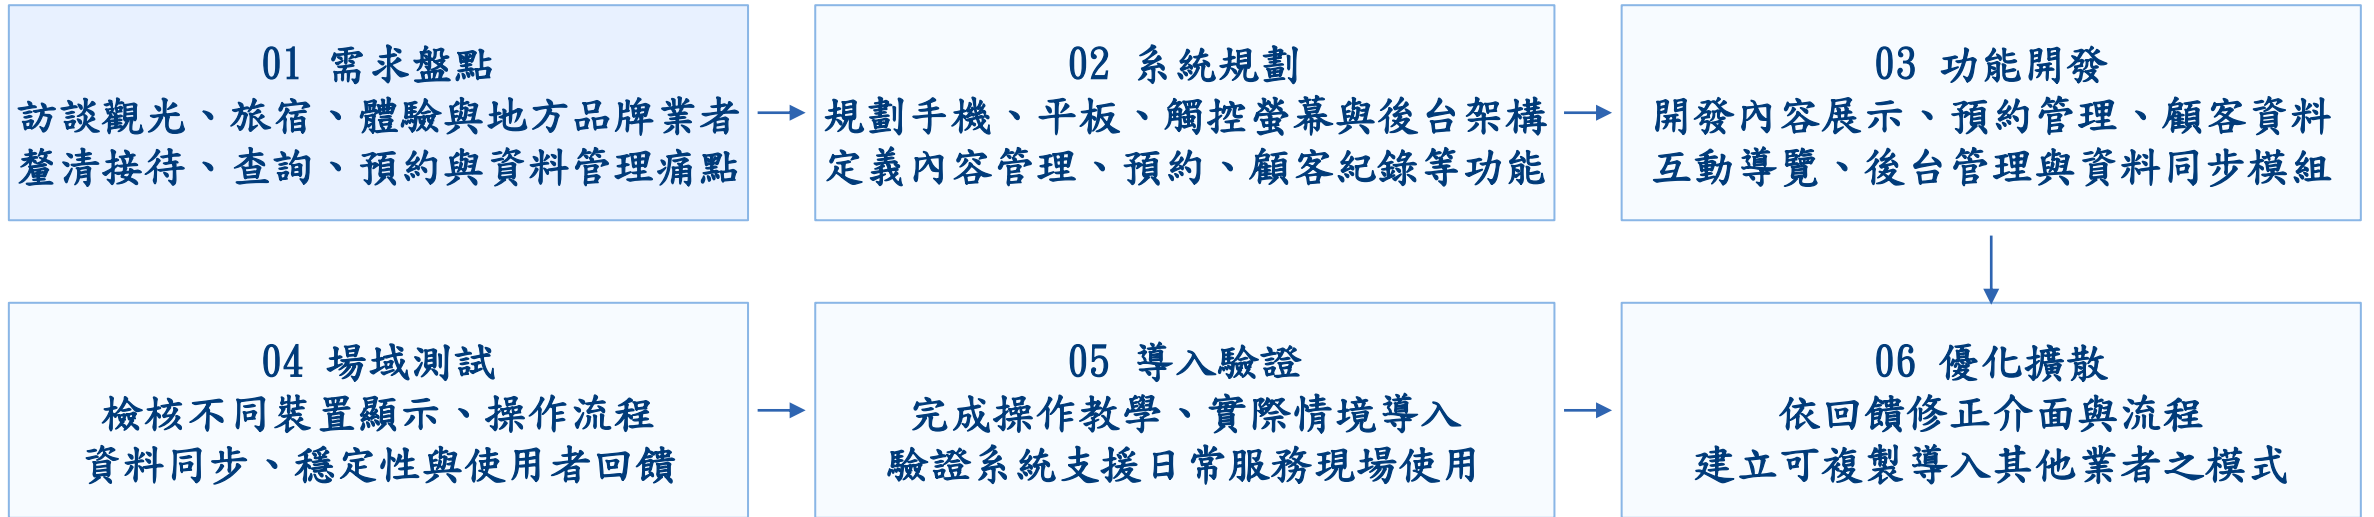 01 需求盤點
訪談觀光、旅宿、體驗與地方品牌業者
釐清接待、查詢、預約與資料管理痛點
02 系統規劃
規劃手機、平板、觸控螢幕與後台架構
定義內容管理、預約、顧客紀錄等功能
03 功能開發
開發內容展示、預約管理、顧客資料
互動導覽、後台管理與資料同步模組
04 場域測試
檢核不同裝置顯示、操作流程
資料同步、穩定性與使用者回饋
05 導入驗證
完成操作教學、實際情境導入
驗證系統支援日常服務現場使用
06 優化擴散
依回饋修正介面與流程
建立可複製導入其他業者之模式